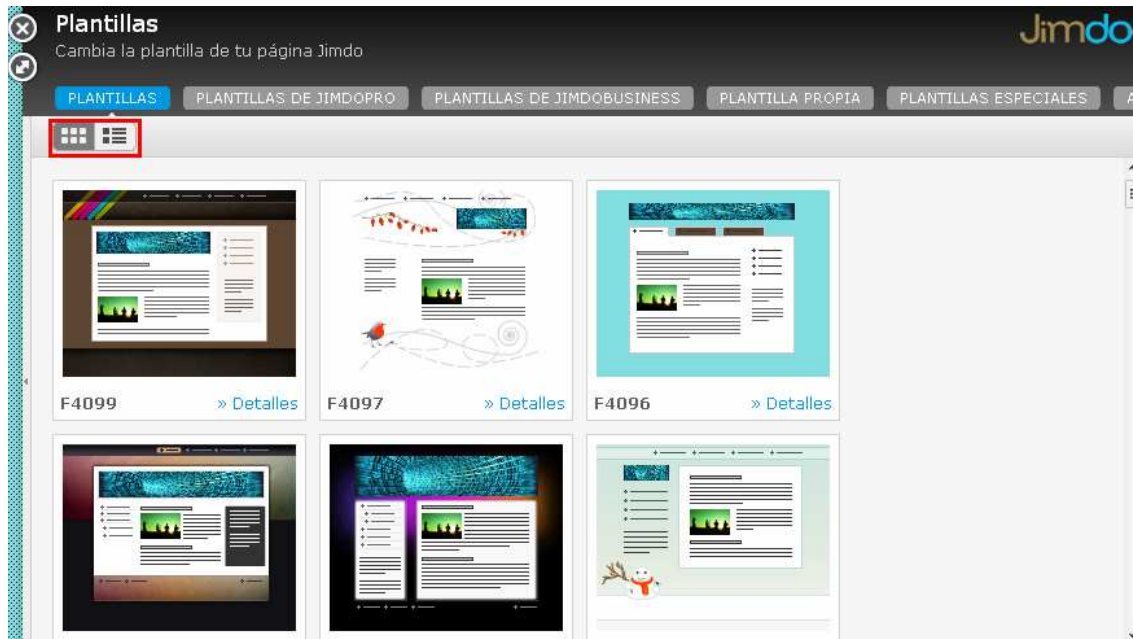 Plantillas
Jimdo
Cambia la plantilla de tu página Jimdo
PLANTILLAS PLANTILLAS DE JIMDOPRO PLANTILLAS DE JIMDOBUSINESS PLANTILLA PROPIA PLANTILLAS ESPECIALES A
F4099 » Detalles F4097 » Detalles F4096 » Detalles